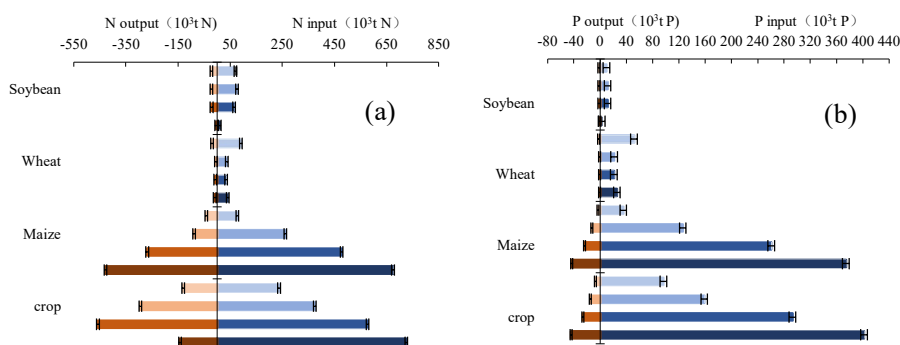 N output（10³t N） N input（10³t N）
-550 -350 -150 50 250 450 650 850
Soybean
Wheat
Maize
crop
(a)
P output（10³t P） P input（10³t P）
-80 -40 0 40 80 120 160 200 240 280 320 360 400 440
Soybean
Wheat
Maize
crop
(b)